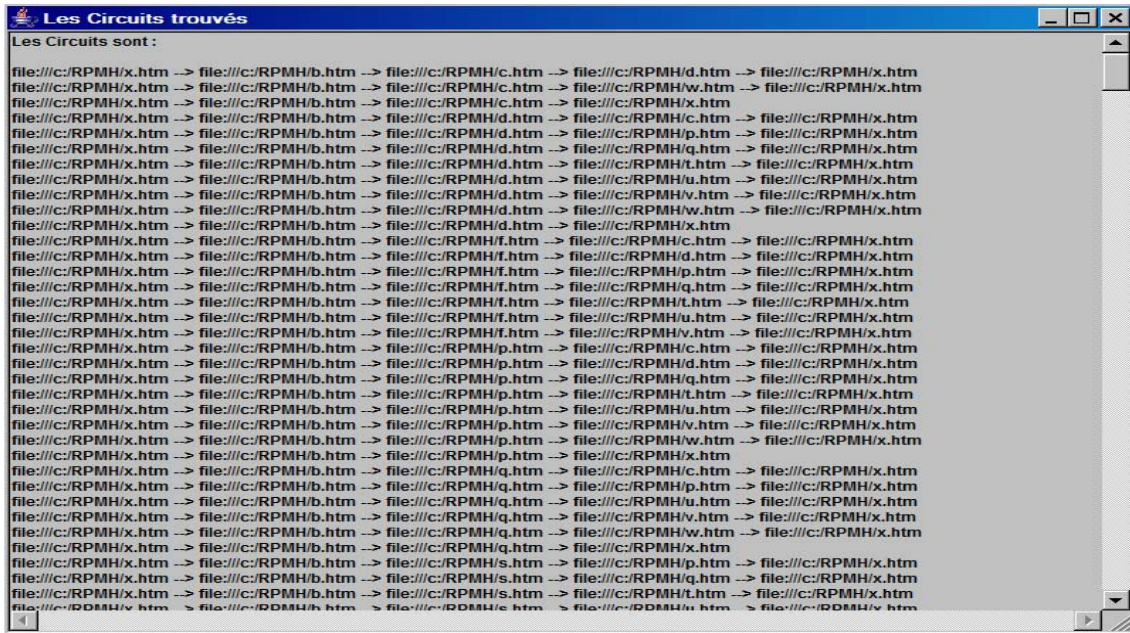 Les Circuits trouvés
Les Circuits sont :
file:///c:/RPMH/x.htm --> file:///c:/RPMH/b.htm --> file:///c:/RPMH/c.htm --> file:///c:/RPMH/d.htm --> file:///c:/RPMH/x.htm
file:///c:/RPMH/x.htm --> file:///c:/RPMH/b.htm --> file:///c:/RPMH/c.htm --> file:///c:/RPMH/w.htm --> file:///c:/RPMH/x.htm
file:///c:/RPMH/x.htm --> file:///c:/RPMH/b.htm --> file:///c:/RPMH/c.htm --> file:///c:/RPMH/x.htm
file:///c:/RPMH/x.htm --> file:///c:/RPMH/b.htm --> file:///c:/RPMH/d.htm --> file:///c:/RPMH/c.htm --> file:///c:/RPMH/x.htm
file:///c:/RPMH/x.htm --> file:///c:/RPMH/b.htm --> file:///c:/RPMH/d.htm --> file:///c:/RPMH/p.htm --> file:///c:/RPMH/x.htm
file:///c:/RPMH/x.htm --> file:///c:/RPMH/b.htm --> file:///c:/RPMH/d.htm --> file:///c:/RPMH/q.htm --> file:///c:/RPMH/x.htm
file:///c:/RPMH/x.htm --> file:///c:/RPMH/b.htm --> file:///c:/RPMH/d.htm --> file:///c:/RPMH/t.htm --> file:///c:/RPMH/x.htm
file:///c:/RPMH/x.htm --> file:///c:/RPMH/b.htm --> file:///c:/RPMH/d.htm --> file:///c:/RPMH/u.htm --> file:///c:/RPMH/x.htm
file:///c:/RPMH/x.htm --> file:///c:/RPMH/b.htm --> file:///c:/RPMH/d.htm --> file:///c:/RPMH/v.htm --> file:///c:/RPMH/x.htm
file:///c:/RPMH/x.htm --> file:///c:/RPMH/b.htm --> file:///c:/RPMH/d.htm --> file:///c:/RPMH/w.htm --> file:///c:/RPMH/x.htm
file:///c:/RPMH/x.htm --> file:///c:/RPMH/b.htm --> file:///c:/RPMH/d.htm --> file:///c:/RPMH/x.htm
file:///c:/RPMH/x.htm --> file:///c:/RPMH/b.htm --> file:///c:/RPMH/f.htm --> file:///c:/RPMH/c.htm --> file:///c:/RPMH/x.htm
file:///c:/RPMH/x.htm --> file:///c:/RPMH/b.htm --> file:///c:/RPMH/f.htm --> file:///c:/RPMH/d.htm --> file:///c:/RPMH/x.htm
file:///c:/RPMH/x.htm --> file:///c:/RPMH/b.htm --> file:///c:/RPMH/f.htm --> file:///c:/RPMH/p.htm --> file:///c:/RPMH/x.htm
file:///c:/RPMH/x.htm --> file:///c:/RPMH/b.htm --> file:///c:/RPMH/f.htm --> file:///c:/RPMH/q.htm --> file:///c:/RPMH/x.htm
file:///c:/RPMH/x.htm --> file:///c:/RPMH/b.htm --> file:///c:/RPMH/f.htm --> file:///c:/RPMH/t.htm --> file:///c:/RPMH/x.htm
file:///c:/RPMH/x.htm --> file:///c:/RPMH/b.htm --> file:///c:/RPMH/f.htm --> file:///c:/RPMH/u.htm --> file:///c:/RPMH/x.htm
file:///c:/RPMH/x.htm --> file:///c:/RPMH/b.htm --> file:///c:/RPMH/f.htm --> file:///c:/RPMH/v.htm --> file:///c:/RPMH/x.htm
file:///c:/RPMH/x.htm --> file:///c:/RPMH/b.htm --> file:///c:/RPMH/p.htm --> file:///c:/RPMH/c.htm --> file:///c:/RPMH/x.htm
file:///c:/RPMH/x.htm --> file:///c:/RPMH/b.htm --> file:///c:/RPMH/p.htm --> file:///c:/RPMH/d.htm --> file:///c:/RPMH/x.htm
file:///c:/RPMH/x.htm --> file:///c:/RPMH/b.htm --> file:///c:/RPMH/p.htm --> file:///c:/RPMH/q.htm --> file:///c:/RPMH/x.htm
file:///c:/RPMH/x.htm --> file:///c:/RPMH/b.htm --> file:///c:/RPMH/p.htm --> file:///c:/RPMH/t.htm --> file:///c:/RPMH/x.htm
file:///c:/RPMH/x.htm --> file:///c:/RPMH/b.htm --> file:///c:/RPMH/p.htm --> file:///c:/RPMH/u.htm --> file:///c:/RPMH/x.htm
file:///c:/RPMH/x.htm --> file:///c:/RPMH/b.htm --> file:///c:/RPMH/p.htm --> file:///c:/RPMH/v.htm --> file:///c:/RPMH/x.htm
file:///c:/RPMH/x.htm --> file:///c:/RPMH/b.htm --> file:///c:/RPMH/p.htm --> file:///c:/RPMH/w.htm --> file:///c:/RPMH/x.htm
file:///c:/RPMH/x.htm --> file:///c:/RPMH/b.htm --> file:///c:/RPMH/p.htm --> file:///c:/RPMH/x.htm
file:///c:/RPMH/x.htm --> file:///c:/RPMH/b.htm --> file:///c:/RPMH/q.htm --> file:///c:/RPMH/c.htm --> file:///c:/RPMH/x.htm
file:///c:/RPMH/x.htm --> file:///c:/RPMH/b.htm --> file:///c:/RPMH/q.htm --> file:///c:/RPMH/p.htm --> file:///c:/RPMH/x.htm
file:///c:/RPMH/x.htm --> file:///c:/RPMH/b.htm --> file:///c:/RPMH/q.htm --> file:///c:/RPMH/u.htm --> file:///c:/RPMH/x.htm
file:///c:/RPMH/x.htm --> file:///c:/RPMH/b.htm --> file:///c:/RPMH/q.htm --> file:///c:/RPMH/v.htm --> file:///c:/RPMH/x.htm
file:///c:/RPMH/x.htm --> file:///c:/RPMH/b.htm --> file:///c:/RPMH/q.htm --> file:///c:/RPMH/w.htm --> file:///c:/RPMH/x.htm
file:///c:/RPMH/x.htm --> file:///c:/RPMH/b.htm --> file:///c:/RPMH/q.htm --> file:///c:/RPMH/x.htm
file:///c:/RPMH/x.htm --> file:///c:/RPMH/b.htm --> file:///c:/RPMH/s.htm --> file:///c:/RPMH/p.htm --> file:///c:/RPMH/x.htm
file:///c:/RPMH/x.htm --> file:///c:/RPMH/b.htm --> file:///c:/RPMH/s.htm --> file:///c:/RPMH/q.htm --> file:///c:/RPMH/x.htm
file:///c:/RPMH/x.htm --> file:///c:/RPMH/b.htm --> file:///c:/RPMH/s.htm --> file:///c:/RPMH/t.htm --> file:///c:/RPMH/x.htm
file:///c:/RPMH/x.htm --> file:///c:/RPMH/b.htm --> file:///c:/RPMH/s.htm --> file:///c:/RPMH/u.htm --> file:///c:/RPMH/x.htm